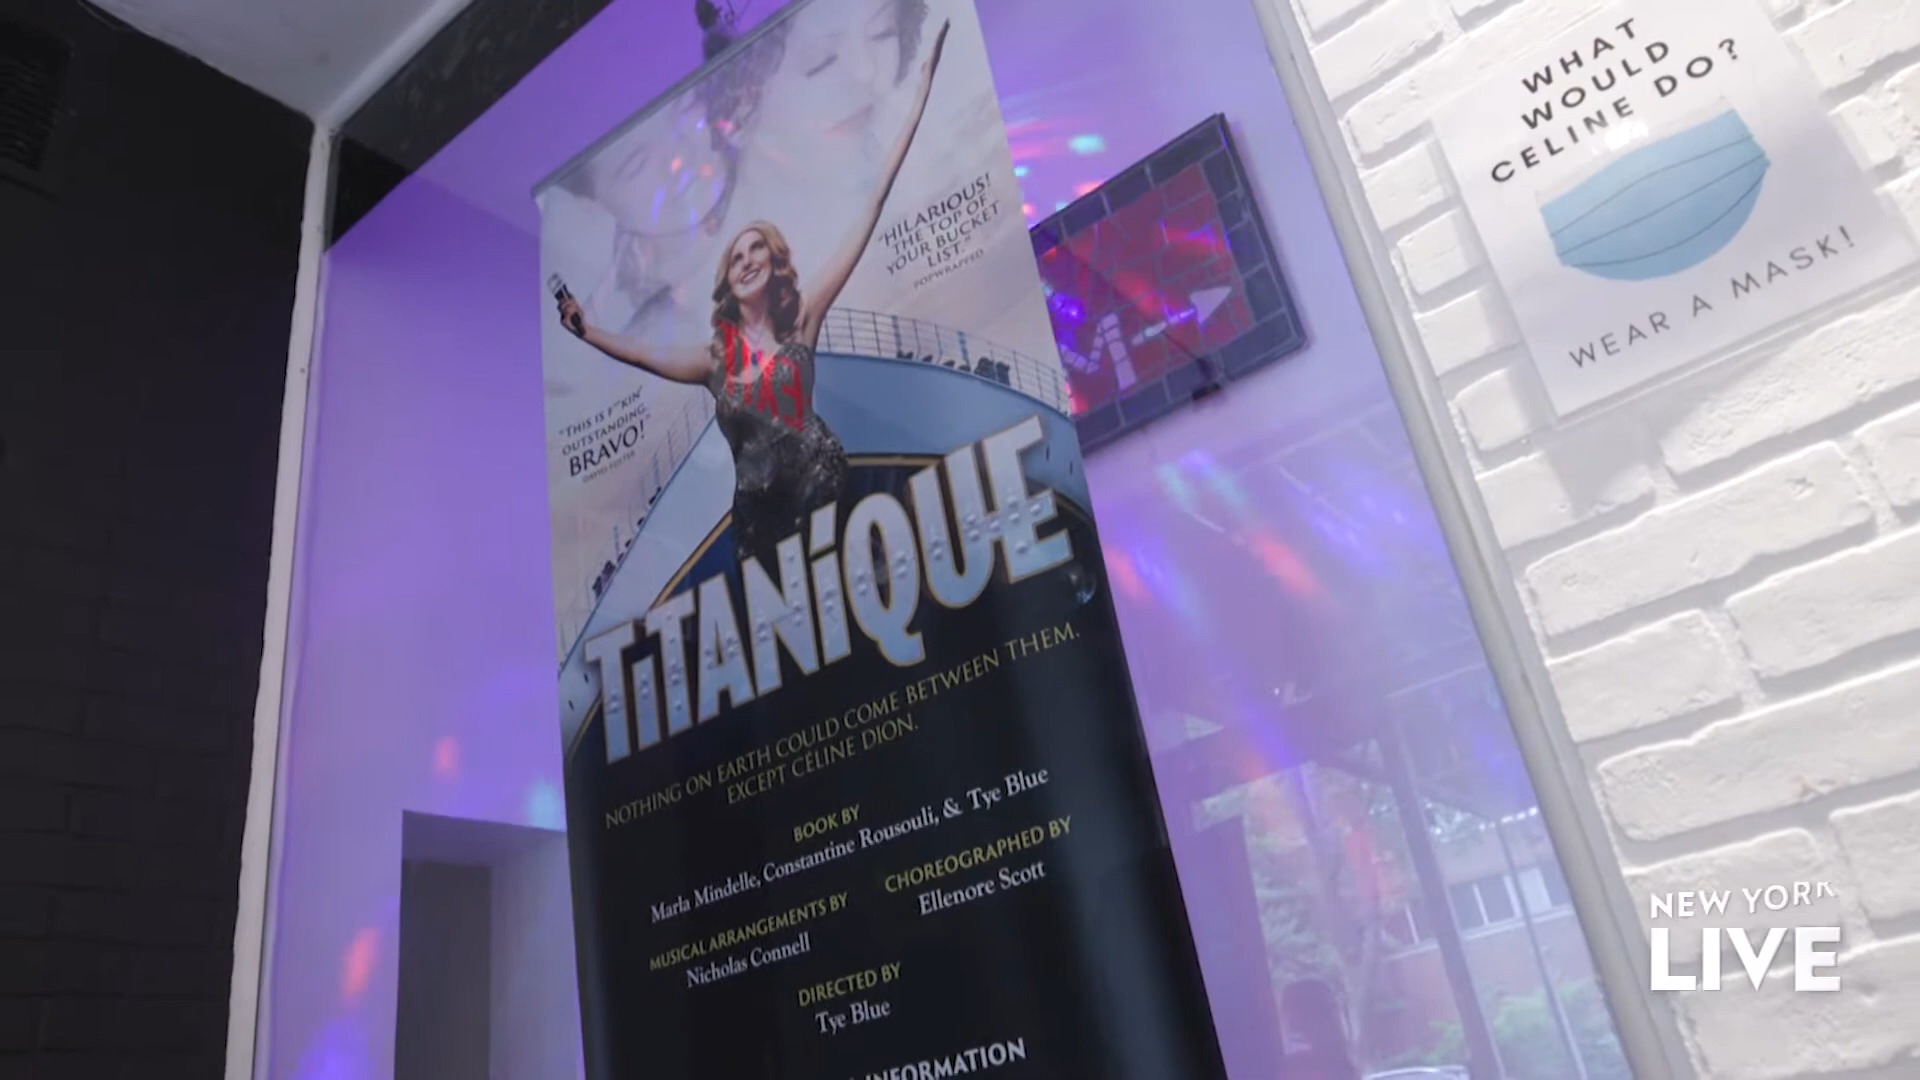 WHAT
WOULD
CELINE DO?
WEAR A MASK!
"HILARIOUS!
THE TOP OF
YOUR BUCKET
LIST."
POPWRAPPED
"THIS IS F**KIN'
OUTSTANDING.
BRAVO!"
DAVID FOSTER
TiTANíQUE
NOTHING ON EARTH COULD COME BETWEEN THEM.
EXCEPT CÉLINE DION.
BOOK BY
Marla Mindelle, Constantine Rousouli, & Tye Blue
MUSICAL ARRANGEMENTS BY
Nicholas Connell
CHOREOGRAPHED BY
Ellenore Scott
DIRECTED BY
Tye Blue
INFORMATION
NEW YORK
LIVE